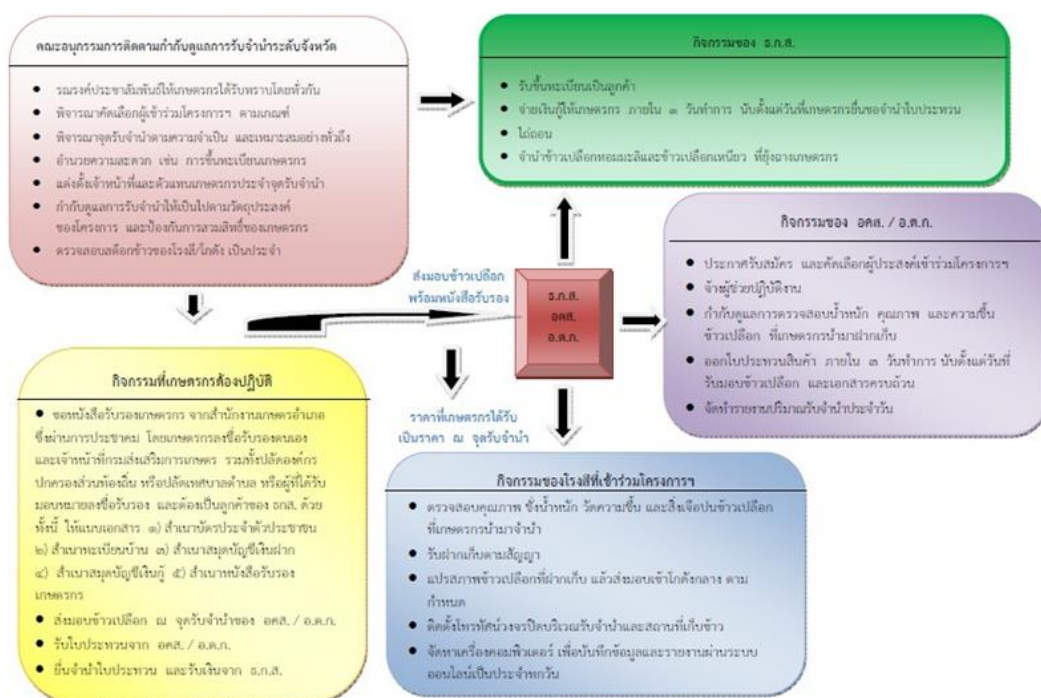 คณะอนุกรรมการติดตามกำกับดูแลการรับจำนำระดับจังหวัด
• รณรงค์ประชาสัมพันธ์ให้เกษตรกรได้รับทราบโดยทั่วกัน
• พิจารณาคัดเลือกผู้เข้าร่วมโครงการฯ ตามเกณฑ์
• พิจารณาจุดรับจำนำตามความจำเป็น และเหมาะสมอย่างทั่วถึง
• อำนวยความสะดวก เช่น การขึ้นทะเบียนเกษตรกร
• แต่งตั้งเจ้าหน้าที่และตัวแทนเกษตรกรประจำจุดรับจำนำ
• กำกับดูแลการรับจำนำให้เป็นไปตามวัตถุประสงค์
ของโครงการ และป้องกันการสวมสิทธิ์ของเกษตรกร
• ตรวจสอบสต๊อกข้าวของโรงสี/โกดัง เป็นประจำ
กิจกรรมของ ธ.ก.ส.
• รับขึ้นทะเบียนเป็นลูกค้า
• จ่ายเงินกู้ให้เกษตรกร ภายใน ๓ วันทำการ นับตั้งแต่วันที่เกษตรกรยื่นขอจำนำใบประทวน
• ไถ่ถอน
• จำนำข้าวเปลือกหอมมะลิและข้าวเปลือกเหนียว ที่ยุ้งฉางเกษตรกร
กิจกรรมของ อคส. / อ.ต.ก.
• ประกาศรับสมัคร และคัดเลือกผู้ประสงค์เข้าร่วมโครงการฯ
• จ้างผู้ช่วยปฏิบัติงาน
• กำกับดูแลการตรวจสอบน้ำหนัก คุณภาพ และความชื้น
ข้าวเปลือก ที่เกษตรกรนำมาฝากเก็บ
• ออกใบประทวนสินค้า ภายใน ๓ วันทำการ นับตั้งแต่วันที่
รับมอบข้าวเปลือก และเอกสารครบถ้วน
• จัดทำรายงานปริมาณรับจำนำประจำวัน
ส่งมอบข้าวเปลือก
พร้อมหนังสือรับรอง
ธ.ก.ส.
อคส.
อ.ต.ก.
กิจกรรมที่เกษตรกรต้องปฏิบัติ
• ขอหนังสือรับรองเกษตรกร จากสำนักงานเกษตรอำเภอ
ซึ่งผ่านการประชาคม โดยเกษตรกรลงชื่อรับรองตนเอง
และเจ้าหน้าที่กรมส่งเสริมการเกษตร รวมทั้งปลัดองค์กร
ปกครองส่วนท้องถิ่น หรือปลัดเทศบาลตำบล หรือผู้ที่ได้รับ
มอบหมายลงชื่อรับรอง และต้องเป็นลูกค้าของ ธกส. ด้วย
ทั้งนี้ ให้แนบเอกสาร ๑) สำเนาบัตรประจำตัวประชาชน
๒) สำเนาทะเบียนบ้าน ๓) สำเนาสมุดบัญชีเงินฝาก
๔) สำเนาสมุดบัญชีเงินกู้ ๕) สำเนาหนังสือรับรอง
เกษตรกร
• ส่งมอบข้าวเปลือก ณ จุดรับจำนำของ อคส. / อ.ต.ก.
• รับใบประทวนจาก อคส. / อ.ต.ก.
• ยื่นจำนำใบประทวน และรับเงินจาก ธ.ก.ส.
ราคาที่เกษตรกรได้รับ
เป็นราคา ณ จุดรับจำนำ
กิจกรรมของโรงสีที่เข้าร่วมโครงการฯ
• ตรวจสอบคุณภาพ ชั่งน้ำหนัก วัดความชื้น และสิ่งเจือปนข้าวเปลือก
ที่เกษตรกรนำมาจำนำ
• รับฝากเก็บตามสัญญา
• แปรสภาพข้าวเปลือกที่ฝากเก็บ แล้วส่งมอบเข้าโกดังกลาง ตาม
กำหนด
• ติดตั้งโทรทัศน์วงจรปิดบริเวณรับจำนำและสถานที่เก็บข้าว
• จัดหาเครื่องคอมพิวเตอร์ เพื่อบันทึกข้อมูลและรายงานผ่านระบบ
ออนไลน์เป็นประจำทุกวัน